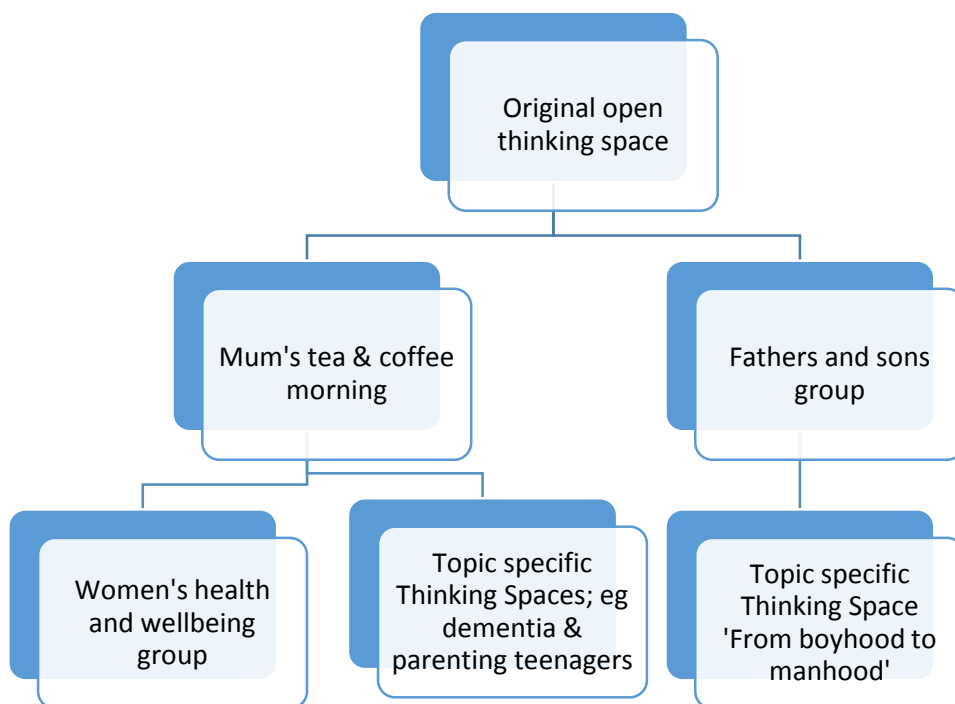 Original open
thinking space
Mum's tea & coffee
morning
Fathers and sons
group
Women's health
and wellbeing
group
Topic specific
Thinking Spaces; eg
dementia &
parenting teenagers
Topic specific
Thinking Space
'From boyhood to
manhood'